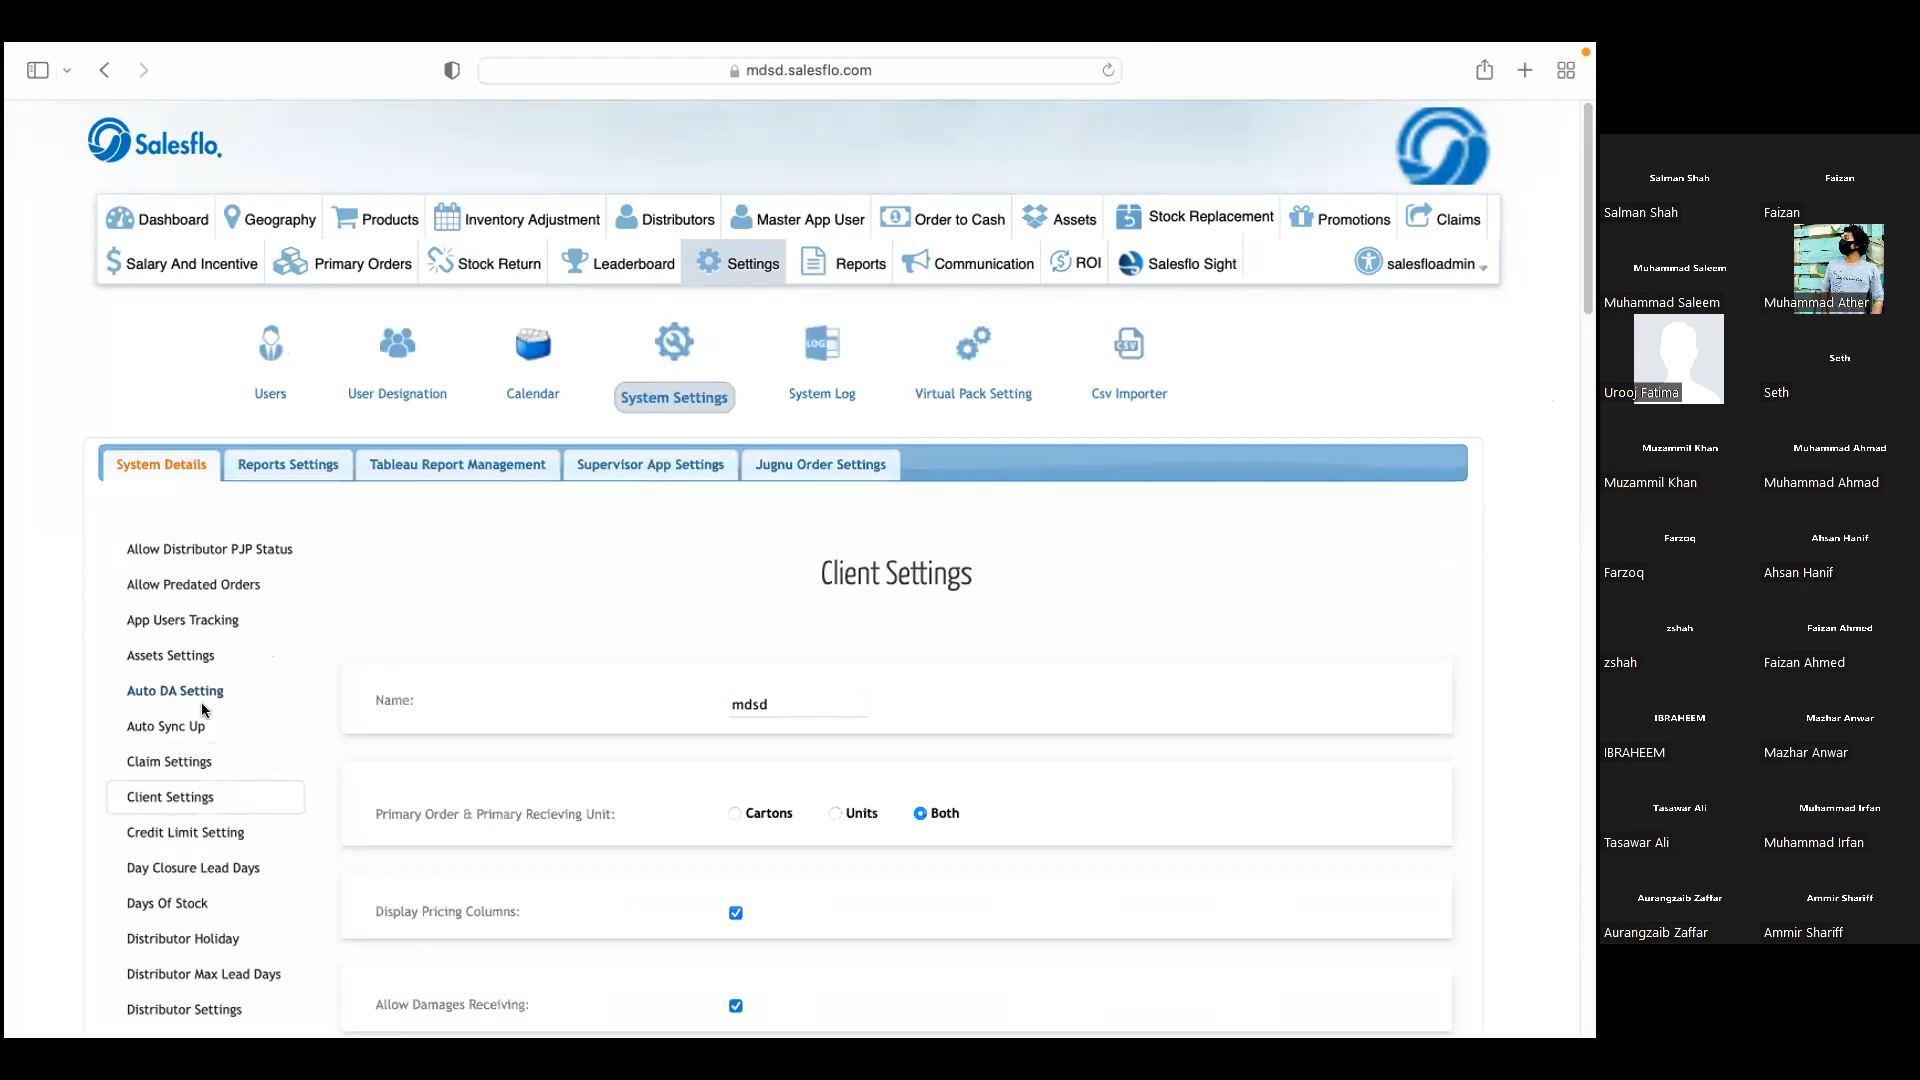 mdsd.salesflo.com
Salesflo.
Dashboard
Geography
Products
Inventory Adjustment
Distributors
Master App User
Order to Cash
Assets
Stock Replacement
Promotions
Claims
Salary And Incentive
Primary Orders
Stock Return
Leaderboard
Settings
Reports
Communication
ROI
Salesflo Sight
salesfloadmin
LOG
CSV
Users
User Designation
Calendar
System Settings
System Log
Virtual Pack Setting
Csv Importer
System Details
Reports Settings
Tableau Report Management
Supervisor App Settings
Jugnu Order Settings
Allow Distributor PJP Status
Allow Predated Orders
App Users Tracking
Assets Settings
Auto DA Setting
Auto Sync Up
Claim Settings
Client Settings
Credit Limit Setting
Day Closure Lead Days
Days Of Stock
Distributor Holiday
Distributor Max Lead Days
Distributor Settings
Client Settings
Name:
mdsd
Primary Order & Primary Recieving Unit:
Cartons
Units
Both
Display Pricing Columns:
Allow Damages Receiving:
Salman Shah
Salman Shah
Faizan
Faizan
Muhammad Saleem
Muhammad Saleem
Muhammad Ather
Urooj Fatima
Seth
Seth
Muzammil Khan
Muzammil Khan
Muhammad Ahmad
Muhammad Ahmad
Farzoq
Farzoq
Ahsan Hanif
Ahsan Hanif
zshah
zshah
Faizan Ahmed
Faizan Ahmed
IBRAHEEM
IBRAHEEM
Mazhar Anwar
Mazhar Anwar
Tasawar Ali
Tasawar Ali
Muhammad Irfan
Muhammad Irfan
Aurangzaib Zaffar
Aurangzaib Zaffar
Ammir Shariff
Ammir Shariff